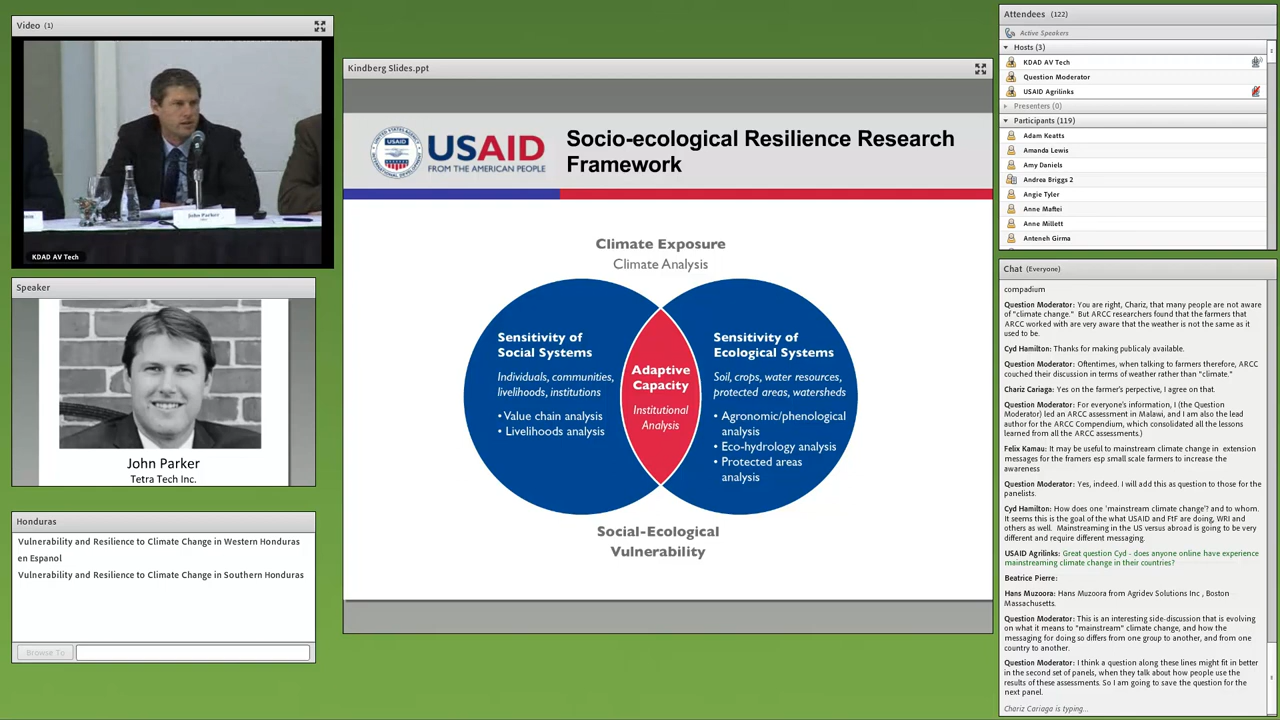 Video (1)
KDAD AV Tech
John Parker
Speaker
John Parker
Tetra Tech Inc.
Honduras
Vulnerability and Resilience to Climate Change in Western Honduras
en Espanol
Vulnerability and Resilience to Climate Change in Southern Honduras
Browse To
Kindberg Slides.ppt
USAID
USAID
FROM THE AMERICAN PEOPLE
Socio-ecological Resilience Research
Framework
Climate Exposure
Climate Analysis
Sensitivity of
Social Systems
Individuals, communities,
livelihoods, institutions
• Value chain analysis
• Livelihoods analysis
Adaptive
Capacity
Institutional
Analysis
Sensitivity of
Ecological Systems
Soil, crops, water resources,
protected areas, watersheds
• Agronomic/phenological
analysis
• Eco-hydrology analysis
• Protected areas
analysis
Social-Ecological
Vulnerability
Attendees (122)
Active Speakers
Hosts (3)
KDAD AV Tech
Question Moderator
USAID Agrilinks
Presenters (0)
Participants (119)
Adam Keatts
Amanda Lewis
Amy Daniels
Andrea Briggs 2
Angie Tyler
Anne Maftei
Anne Millett
Anteneh Girma
Chat (Everyone)
compadium
Question Moderator: You are right, Chariz, that many people are not aware
of "climate change." But ARCC researchers found that the farmers that
ARCC worked with are very aware that the weather is not the same as it
used to be.
Cyd Hamilton: Thanks for making publicaly available.
Question Moderator: Oftentimes, when talking to farmers therefore, ARCC
couched their discussion in terms of weather rather than "climate."
Chariz Cariaga: Yes on the farmer's perpective, I agree on that.
Question Moderator: For everyone's information, I (the Question
Moderator) led an ARCC assessment in Malawi, and I am also the lead
author for the ARCC Compendium, which consolidated all the lessons
learned from all the ARCC assessments.)
Felix Kamau: It may be useful to mainstream climate change in extension
messages for the framers esp small scale farmers to increase the
awareness
Question Moderator: Yes, indeed. I will add this as question to those for the
panelists.
Cyd Hamilton: How does one 'mainstream climate change'? and to whom.
It seems this is the goal of the what USAID and FtF are doing, WRI and
others as well. Mainstreaming in the US versus abroad is going to be very
different and require different messaging.
USAID Agrilinks: Great question Cyd - does anyone online have experience
mainstreaming climate change in their countries?
Beatrice Pierre:
Hans Muzoora: Hans Muzoora from Agridev Solutions Inc , Boston
Massachusetts.
Question Moderator: This is an interesting side-discussion that is evolving
on what it means to "mainstream" climate change, and how the
messaging for doing so differs from one group to another, and from one
country to another.
Question Moderator: I think a question along these lines might fit in better
in the second set of panels, when they talk about how people use the
results of these assessments. So I am going to save the question for the
next panel.
Chariz Cariaga is typing...